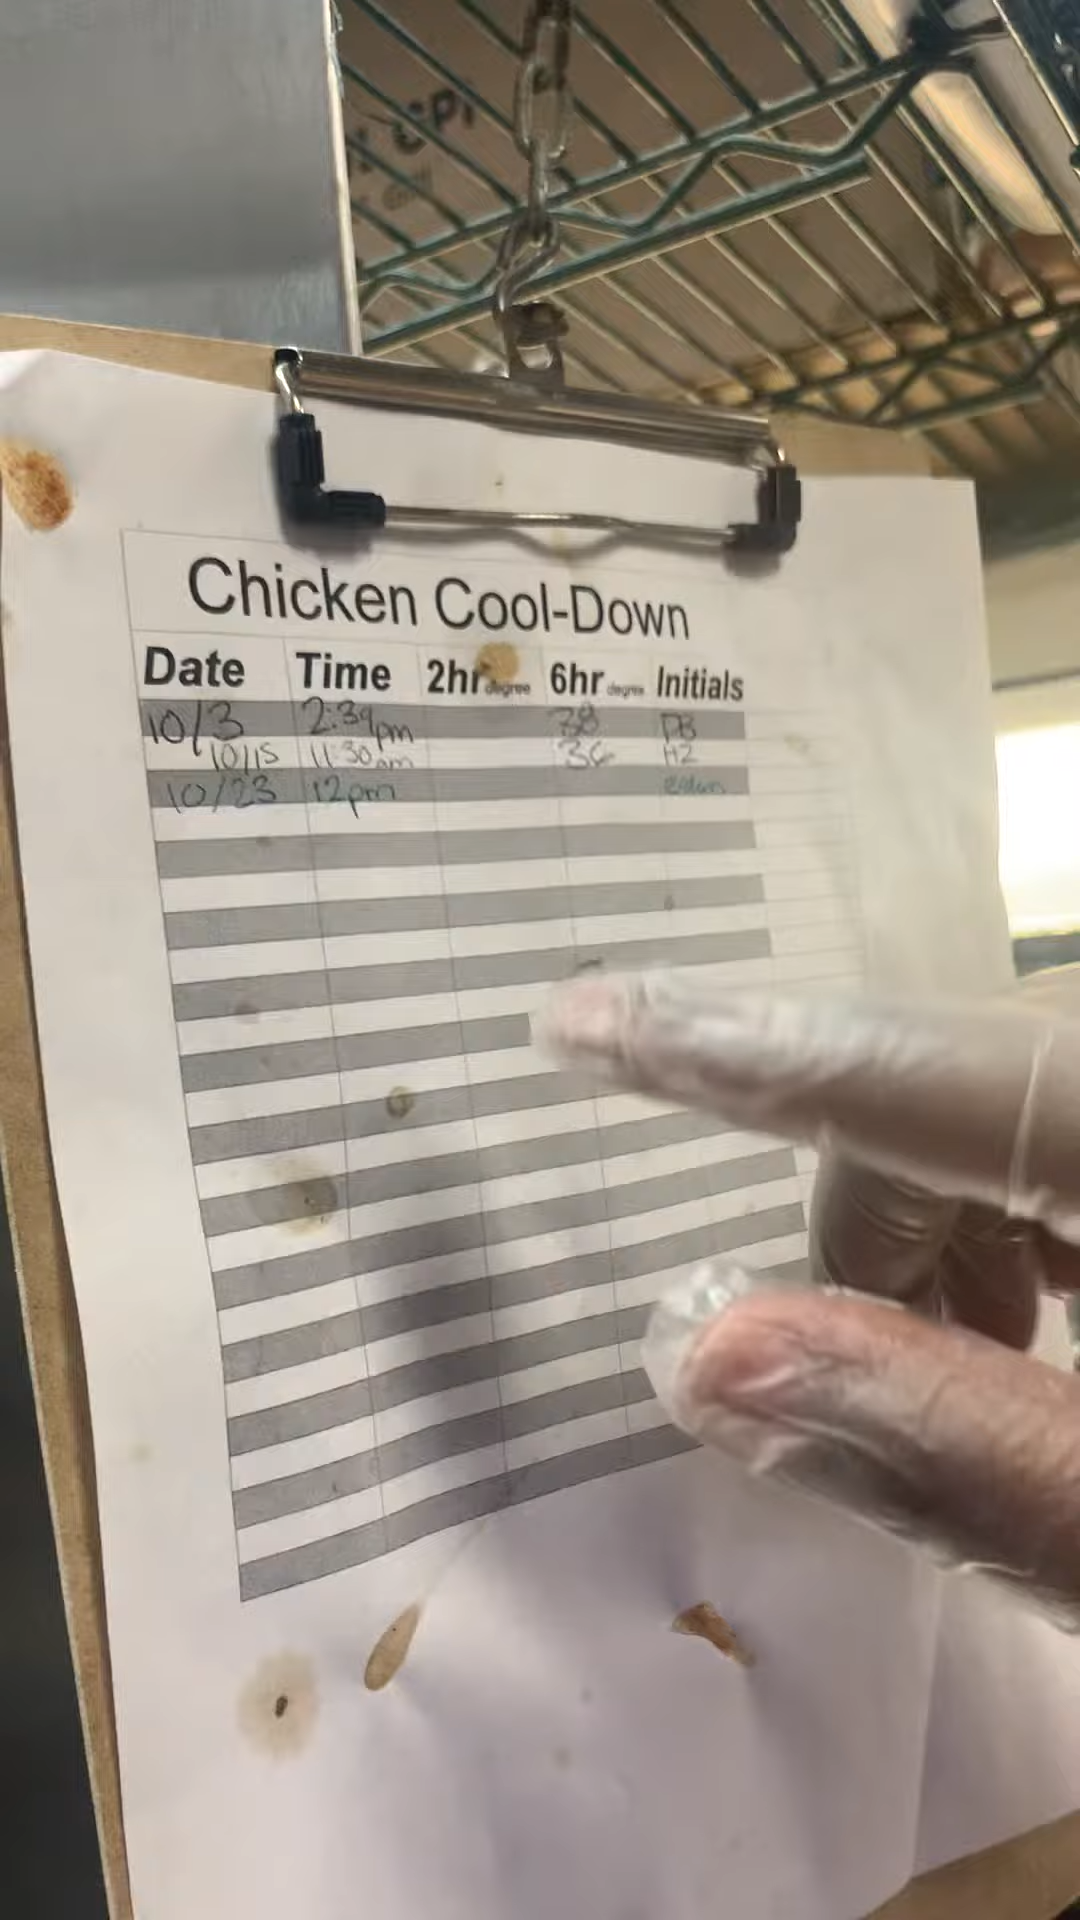 Chicken Cool-Down
Date Time 2hr degree 6hr degree Initials
10/3 2:39pm 38 PB
10/15 11:30am 36 HZ
10/23 12pm